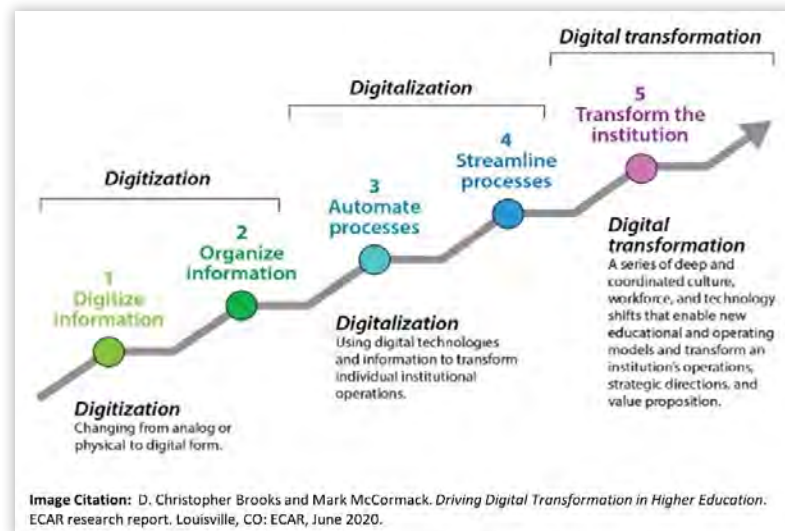 Digital transformation
Digitalization
Digitization
1
Digitize
information
2
Organize
information
3
Automate
processes
4
Streamline
processes
5
Transform the
institution
Digitization
Changing from analog or
physical to digital form.
Digitalization
Using digital technologies
and information to transform
individual institutional
operations.
Digital
transformation
A series of deep and
coordinated culture,
workforce, and technology
shifts that enable new
educational and operating
models and transform an
institution's operations,
strategic directions, and
value proposition.
Image Citation: D. Christopher Brooks and Mark McCormack. Driving Digital Transformation in Higher Education.
ECAR research report. Louisville, CO: ECAR, June 2020.